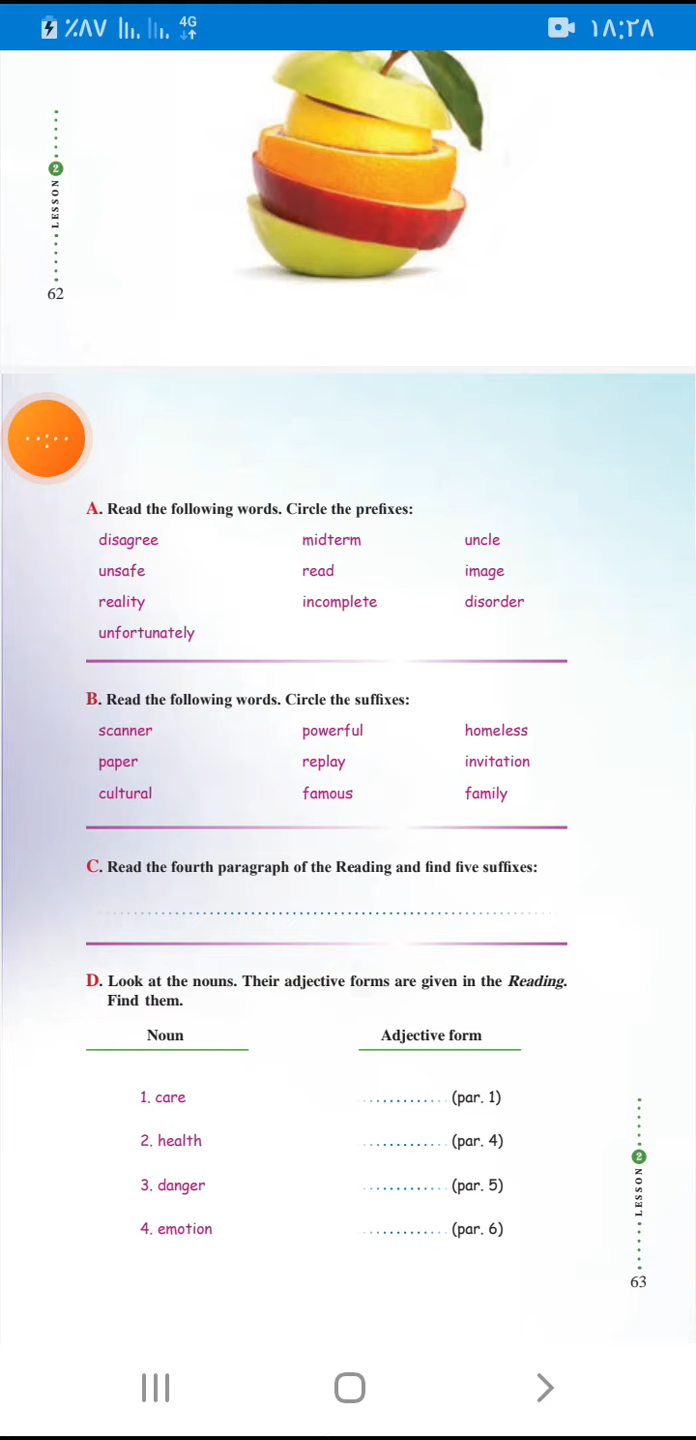 ٪۸۷ 4G ۱۸:۲۸
LESSON 2
62
۰۰:۰۰
A. Read the following words. Circle the prefixes:
disagree midterm uncle
unsafe read image
reality incomplete disorder
unfortunately
B. Read the following words. Circle the suffixes:
scanner powerful homeless
paper replay invitation
cultural famous family
C. Read the fourth paragraph of the Reading and find five suffixes:
D. Look at the nouns. Their adjective forms are given in the Reading.
Find them.
Noun Adjective form
1. care ............. (par. 1)
2. health ............. (par. 4)
3. danger ............. (par. 5)
4. emotion ............. (par. 6)
LESSON 2
63